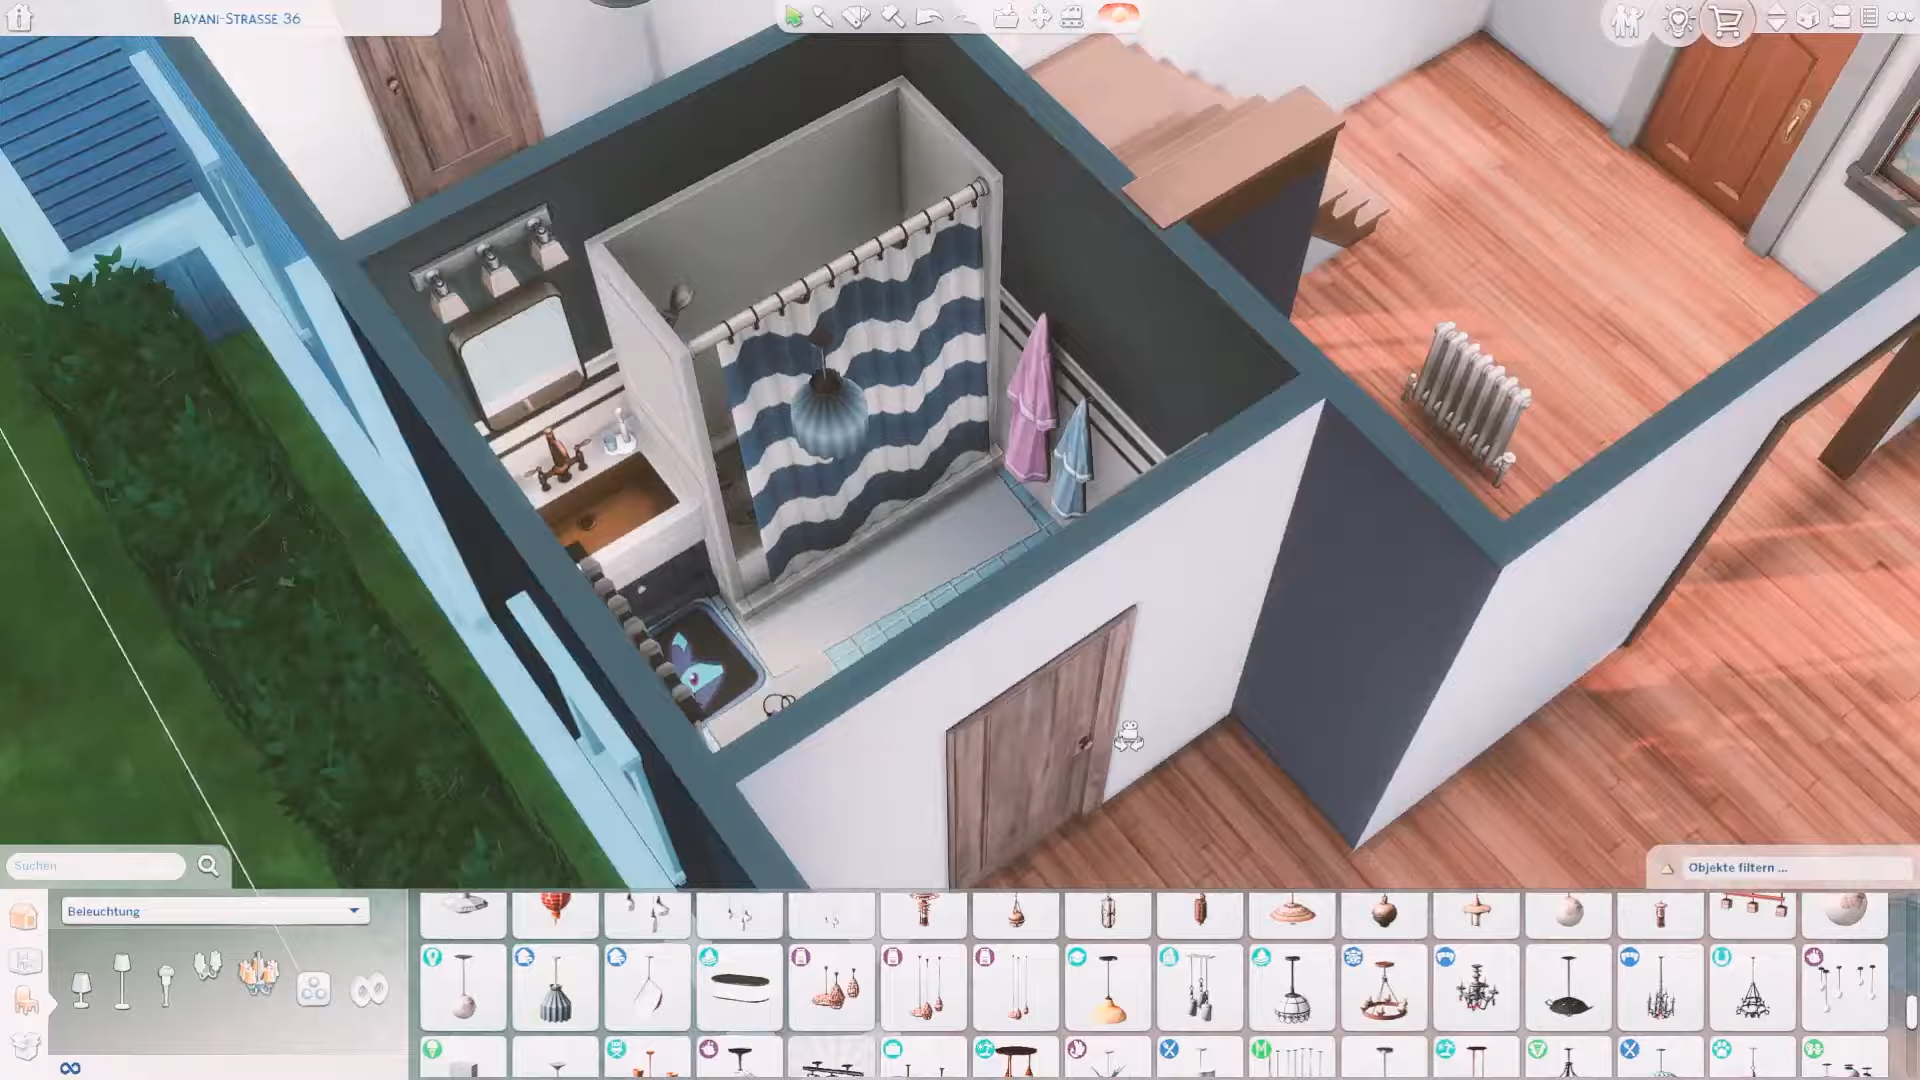 Bayani-Straße 36
Suchen
Objekte filtern ...
Beleuchtung